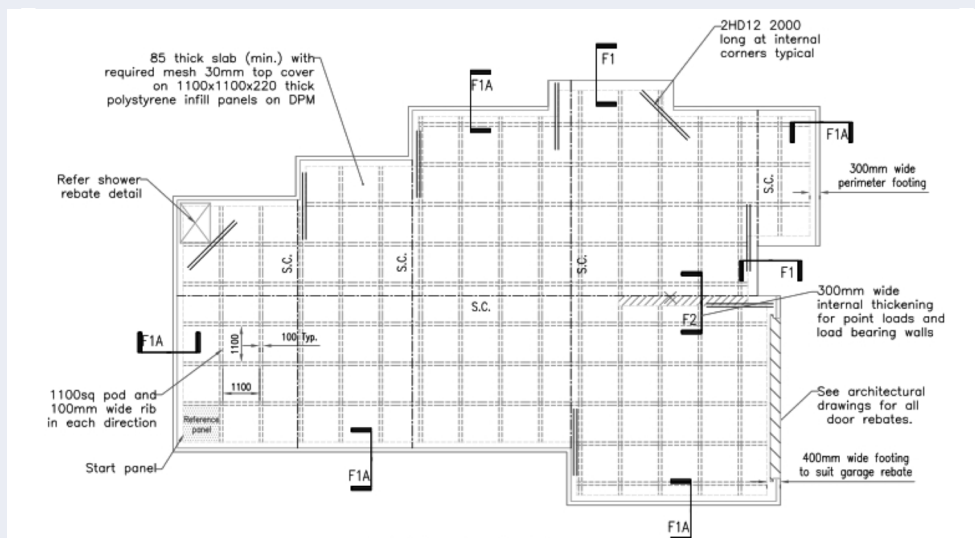 2HD12 2000
long at internal
corners typical
85 thick slab (min.) with
required mesh 30mm top cover
on 1100x1100x220 thick
polystyrene infill panels on DPM
F1
F1A
F1A
Refer shower
rebate detail
S.C.
300mm wide
perimeter footing
S.C.
S.C.
S.C.
F1
S.C.
300mm wide
internal thickening
for point loads and
load bearing walls
F2
F1A
1100
100 Typ.
1100
1100sq pod and
100mm wide rib
in each direction
Reference
panel
Start panel
See architectural
drawings for all
door rebates.
400mm wide footing
to suit garage rebate
F1A
F1A